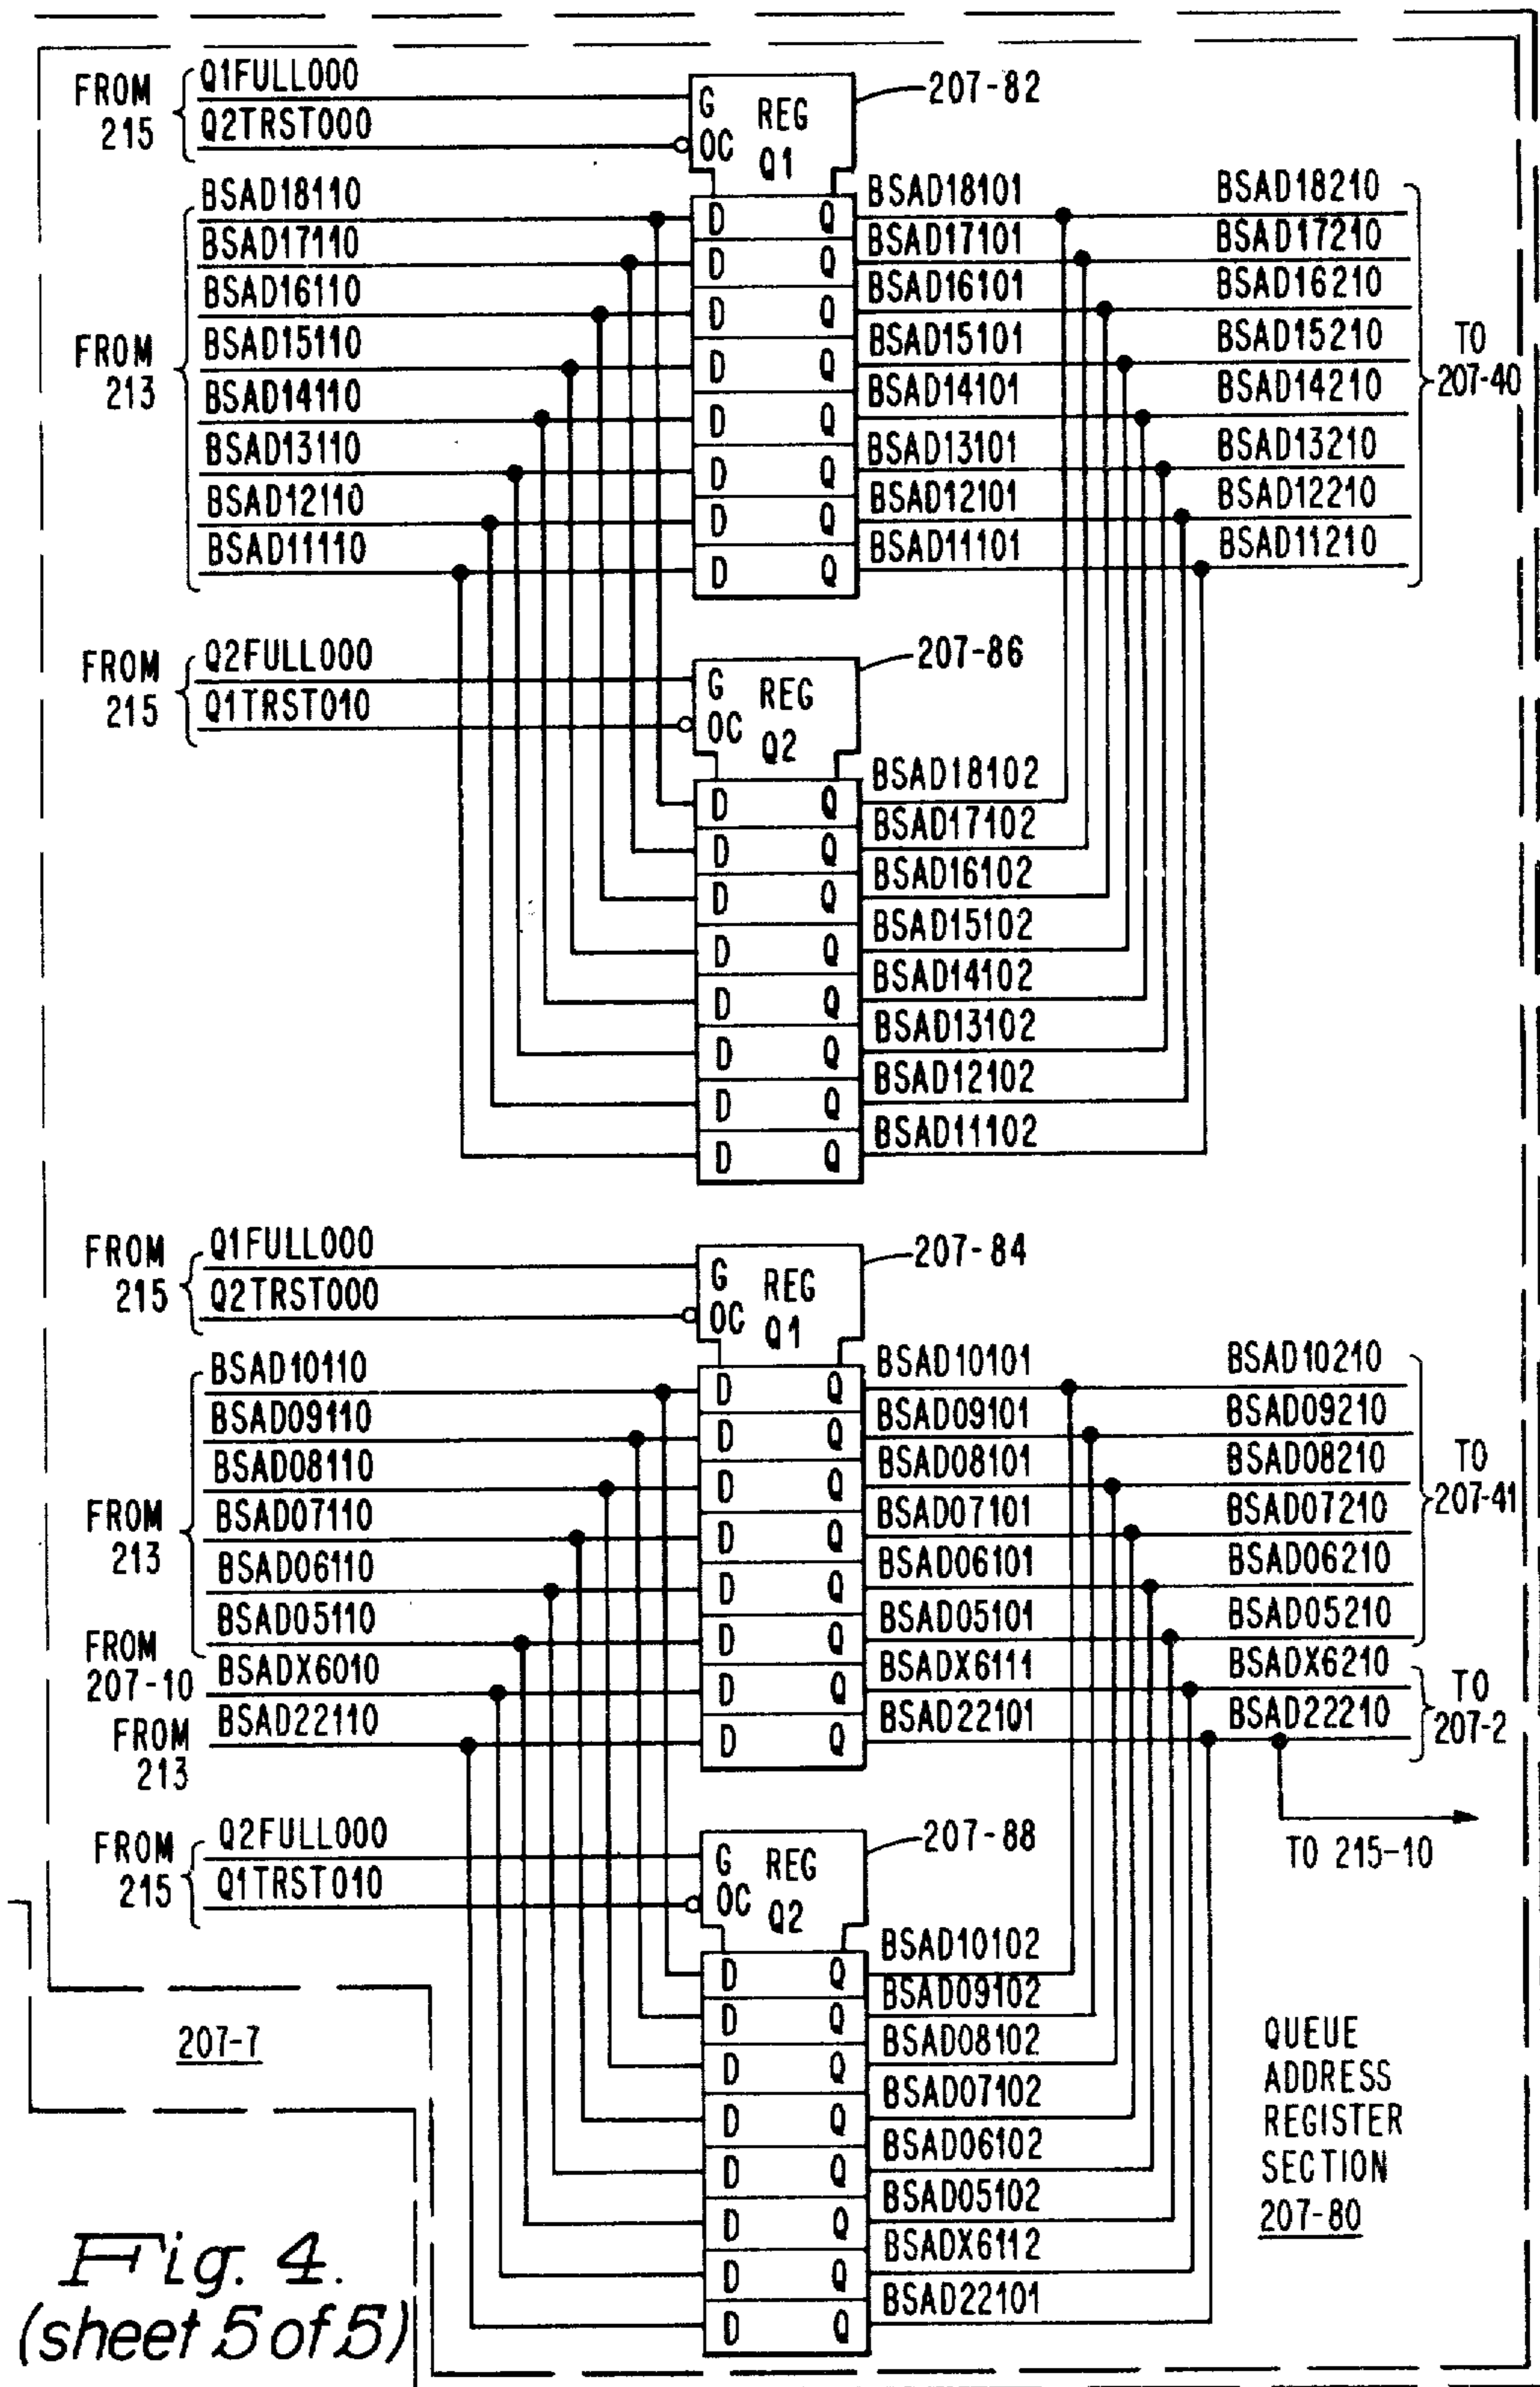 FROM
215
Q1FULL000
Q2TRST000
G
OC
REG
Q1
207-82
FROM
213
BSAD18110
BSAD17110
BSAD16110
BSAD15110
BSAD14110
BSAD13110
BSAD12110
BSAD11110
D Q
D Q
D Q
D Q
D Q
D Q
D Q
D Q
BSAD18101
BSAD17101
BSAD16101
BSAD15101
BSAD14101
BSAD13101
BSAD12101
BSAD11101
BSAD18210
BSAD17210
BSAD16210
BSAD15210
BSAD14210
BSAD13210
BSAD12210
BSAD11210
TO
207-40
FROM
215
Q2FULL000
Q1TRST010
G
OC
REG
Q2
207-86
D Q
D Q
D Q
D Q
D Q
D Q
D Q
D Q
BSAD18102
BSAD17102
BSAD16102
BSAD15102
BSAD14102
BSAD13102
BSAD12102
BSAD11102
FROM
215
Q1FULL000
Q2TRST000
G
OC
REG
Q1
207-84
FROM
213
BSAD10110
BSAD09110
BSAD08110
BSAD07110
BSAD06110
BSAD05110
FROM
207-10
BSADX6010
FROM
213
BSAD22110
D Q
D Q
D Q
D Q
D Q
D Q
D Q
D Q
BSAD10101
BSAD09101
BSAD08101
BSAD07101
BSAD06101
BSAD05101
BSADX6111
BSAD22101
BSAD10210
BSAD09210
BSAD08210
BSAD07210
BSAD06210
BSAD05210
TO
207-41
BSADX6210
BSAD22210
TO
207-2
TO 215-10
FROM
215
Q2FULL000
Q1TRST010
G
OC
REG
Q2
207-88
D Q
D Q
D Q
D Q
D Q
D Q
D Q
D Q
BSAD10102
BSAD09102
BSAD08102
BSAD07102
BSAD06102
BSAD05102
BSADX6112
BSAD22101
207-7
QUEUE
ADDRESS
REGISTER
SECTION
207-80
Fig. 4.
(sheet 5 of 5)